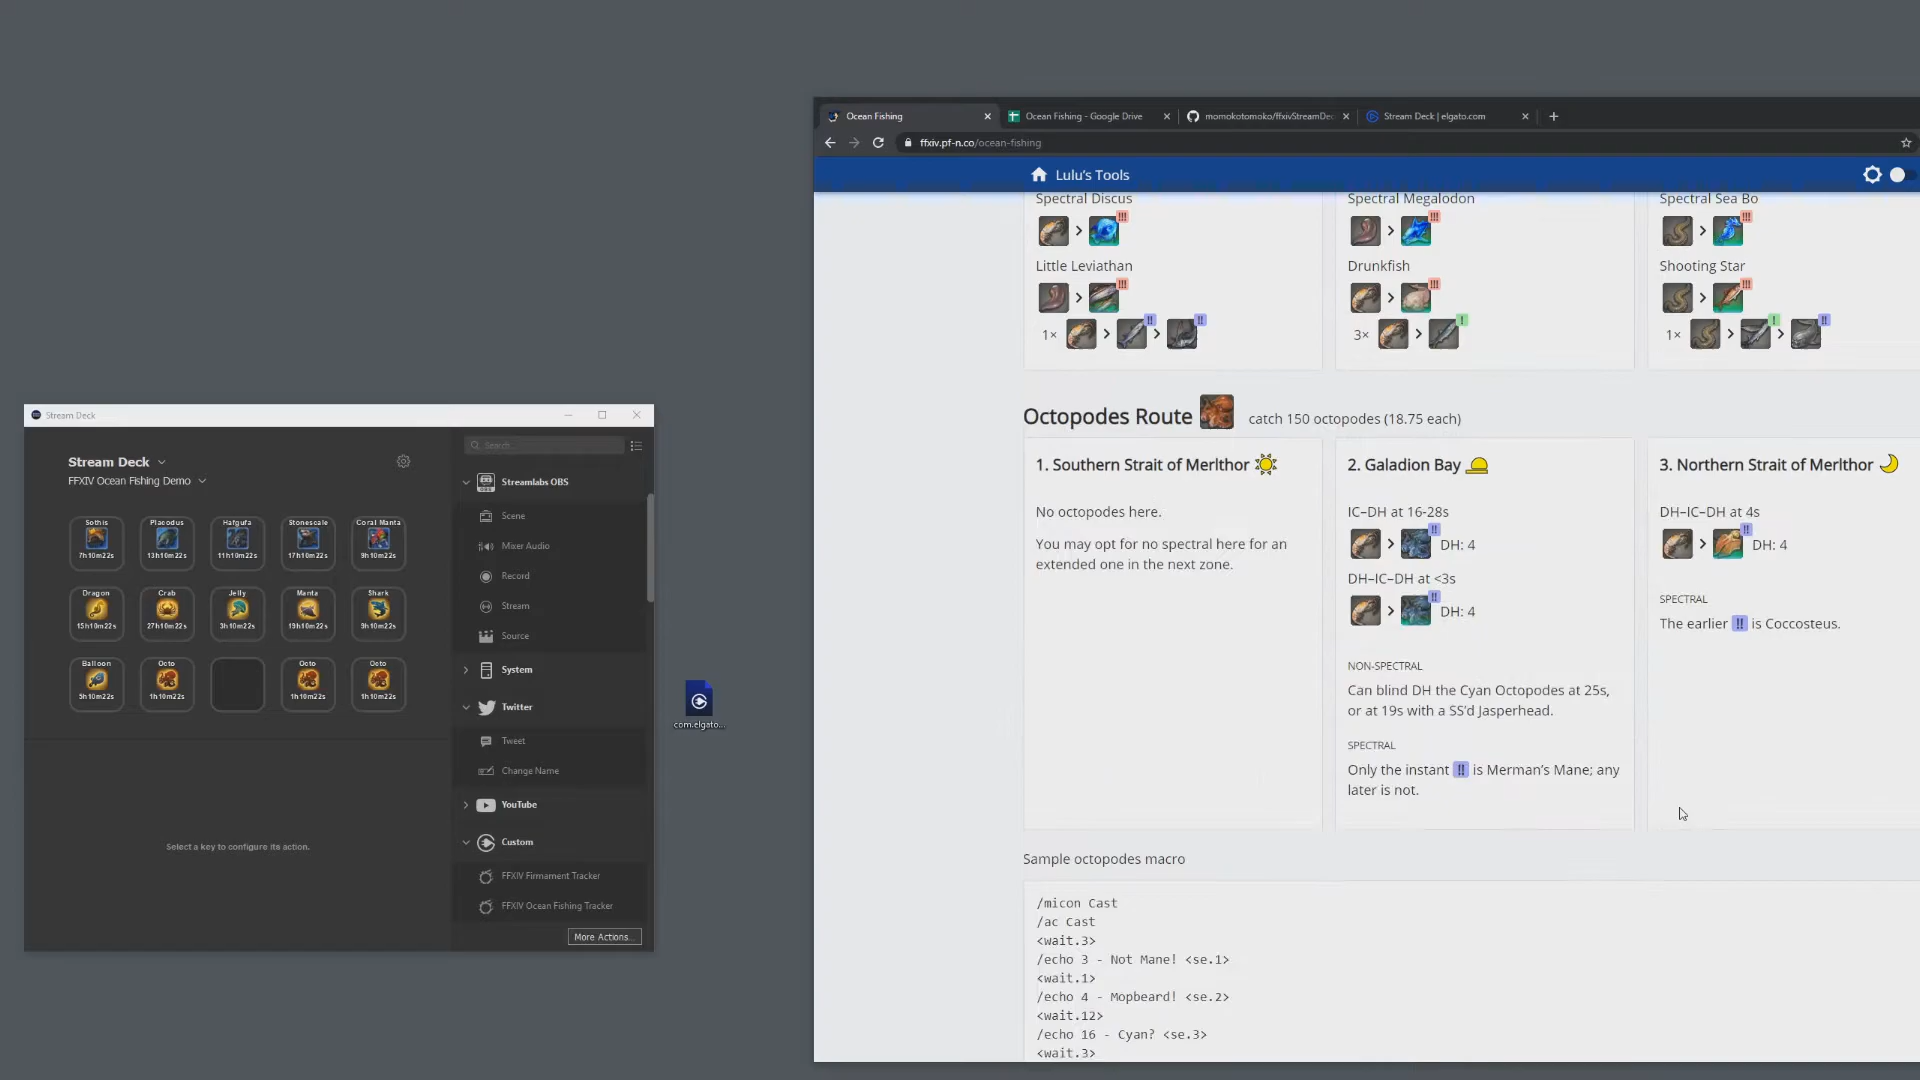 Ocean Fishing
Ocean Fishing - Google Drive
momokotomoko/ffxivStreamDec
Stream Deck | elgato.com
ffxiv.pf-n.co/ocean-fishing
Lulu's Tools
Spectral Discus
Spectral Megalodon
Spectral Sea Bo
Little Leviathan
Drunkfish
Shooting Star
1×
3×
1×
Octopodes Route
catch 150 octopodes (18.75 each)
1. Southern Strait of Merlthor
No octopodes here.
You may opt for no spectral here for an
extended one in the next zone.
2. Galadion Bay
IC–DH at 16-28s
DH: 4
DH–IC–DH at <3s
DH: 4
NON-SPECTRAL
Can blind DH the Cyan Octopodes at 25s,
or at 19s with a SS'd Jasperhead.
SPECTRAL
Only the instant !! is Merman's Mane; any
later is not.
3. Northern Strait of Merlthor
DH–IC–DH at 4s
DH: 4
SPECTRAL
The earlier !! is Coccosteus.
Sample octopodes macro
/micon Cast
/ac Cast
<wait.3>
/echo 3 - Not Mane! <se.1>
<wait.1>
/echo 4 - Mopbeard! <se.2>
<wait.12>
/echo 16 - Cyan? <se.3>
<wait.3>
Stream Deck
Stream Deck
FFXIV Ocean Fishing Demo
Sothis
7h10m22s
Placodus
13h10m22s
Hafgufa
11h10m22s
Stonescale
17h10m22s
Coral Manta
9h10m22s
Dragon
15h10m22s
Crab
27h10m22s
Jelly
3h10m22s
Manta
19h10m22s
Shark
9h10m22s
Balloon
5h10m22s
Octo
1h10m22s
Octo
1h10m22s
Octo
1h10m22s
Select a key to configure its action.
Search
OBS
Streamlabs OBS
Scene
Mixer Audio
Record
Stream
Source
System
Twitter
Tweet
Change Name
YouTube
Custom
FFXIV Firmament Tracker
FFXIV Ocean Fishing Tracker
More Actions...
com.elgato...